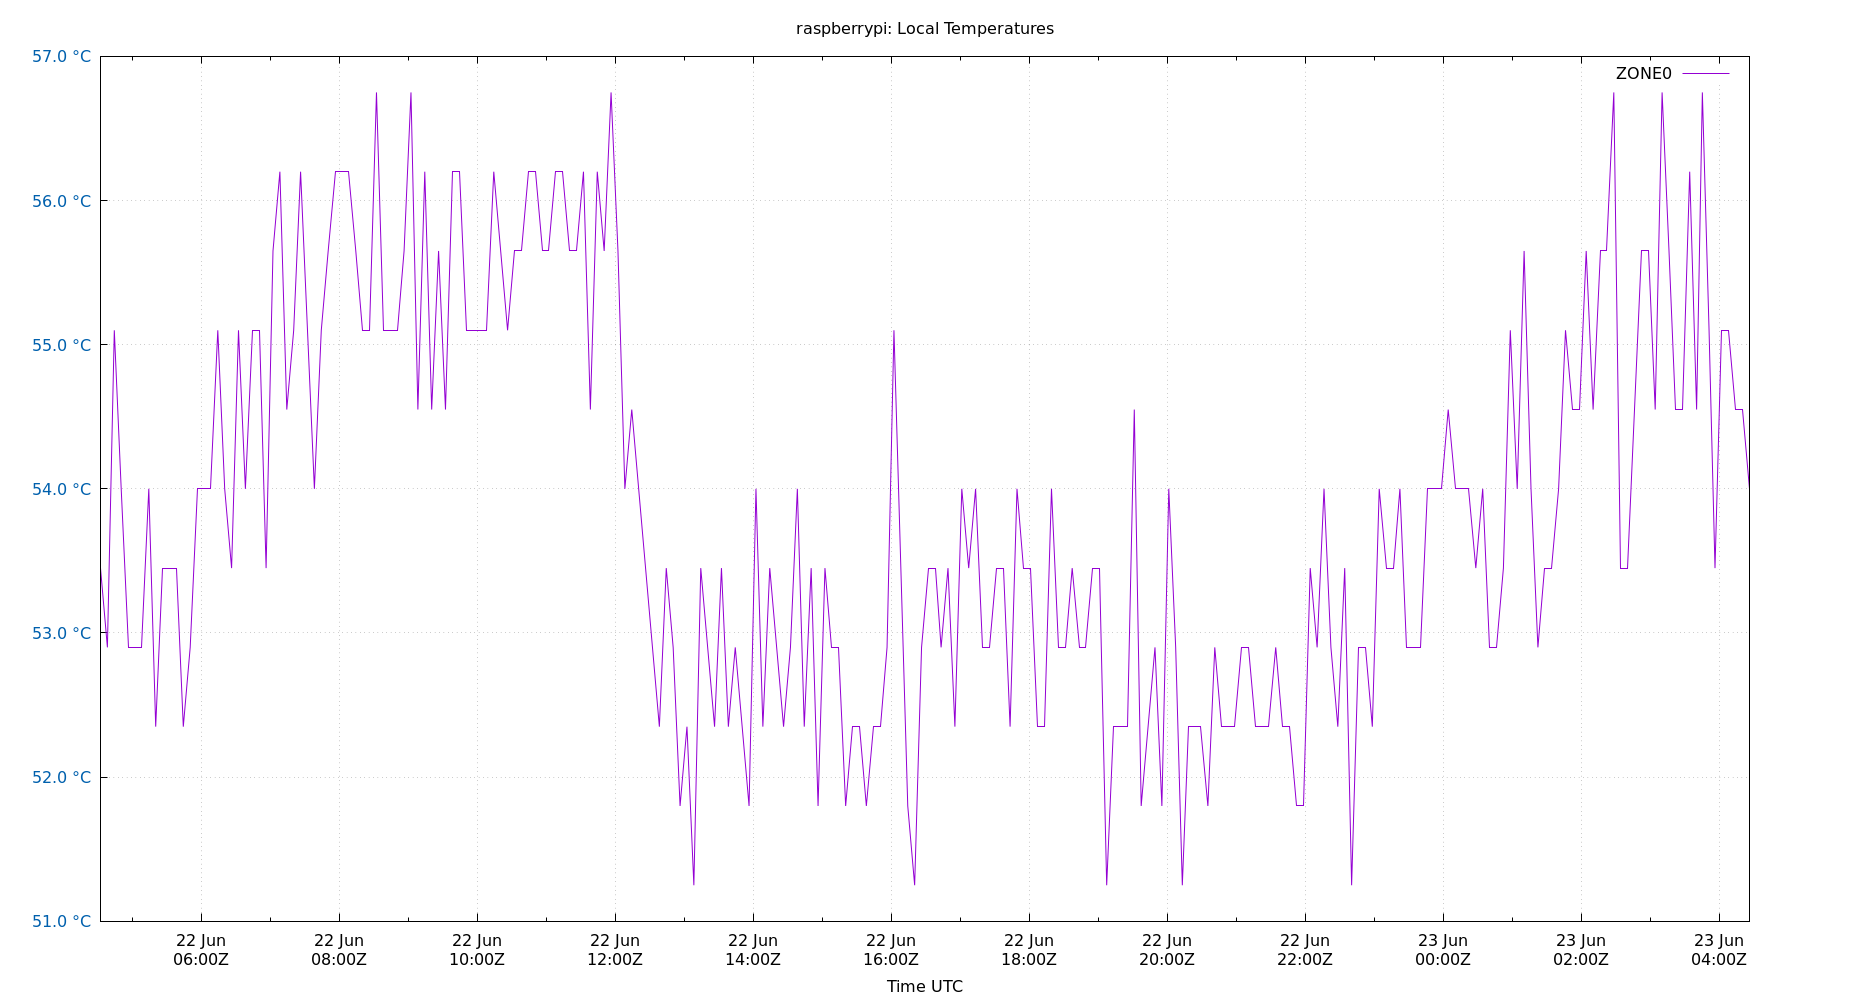 raspberrypi: Local Temperatures
57.0 °C
ZONE0
56.0 °C
55.0 °C
54.0 °C
53.0 °C
52.0 °C
51.0 °C
22 Jun 22 Jun 22 Jun 22 Jun 22 Jun 22 Jun 22 Jun 22 Jun 22 Jun 23 Jun 23 Jun 23 Jun
06:00Z 08:00Z 10:00Z 12:00Z 14:00Z 16:00Z 18:00Z 20:00Z 22:00Z 00:00Z 02:00Z 04:00Z
Time UTC